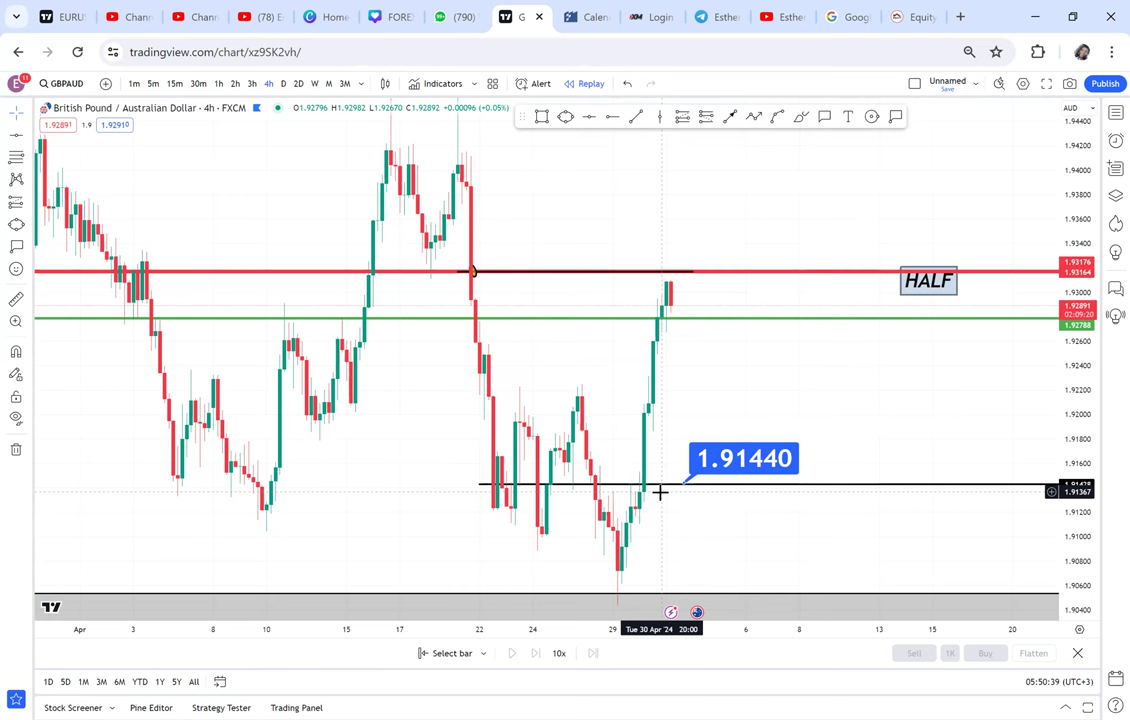 EURUS
Chann
Chann
(78) E
Home
FORE
(790)
G
Calen
Login
Esther
Esthe
Goog
Equity
tradingview.com/chart/xz9SK2vh/
E
11
GBPAUD
1m 5m 15m 30m 1h 2h 3h 4h D 2D W M 3M
Indicators
Alert
Replay
Unnamed
Save
Publish
British Pound / Australian Dollar · 4h · FXCM
O1.92796 H1.92982 L1.92670 C1.92892 +0.00096 (+0.05%)
AUD
1.92891 1.9 1.92910
1.94400
1.94200
1.94000
1.93800
1.93600
1.93400
1.93176
1.93164
HALF
1.93000
1.92891
02:09:20
1.92788
1.92600
1.92400
1.92200
1.92000
1.91800
1.91600
1.91440
1.91367
1.91200
1.91000
1.90800
1.90600
1.90400
Apr 3 8 10 15 17 22 24 29 Tue 30 Apr '24 20:00 6 8 13 15 20
Select bar
10x
Sell 1K Buy Flatten
1D 5D 1M 3M 6M YTD 1Y 5Y All
05:50:39 (UTC+3)
Stock Screener Pine Editor Strategy Tester Trading Panel